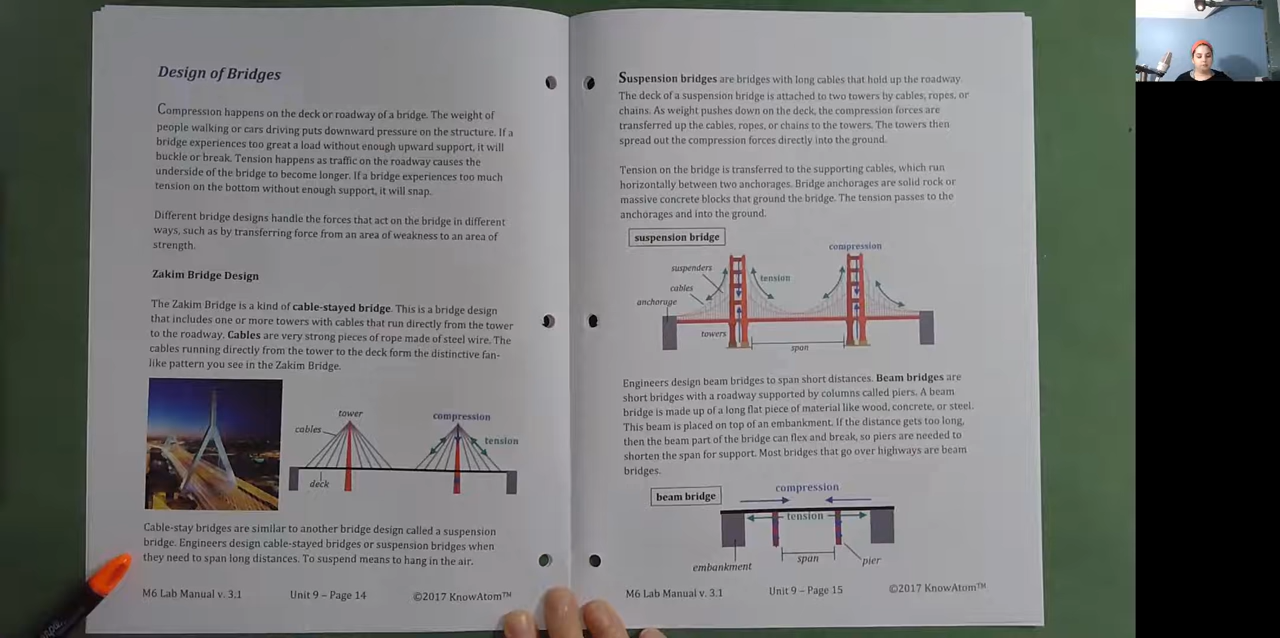 Design of Bridges
Compression happens on the deck or roadway of a bridge. The weight of
people walking or cars driving puts downward pressure on the structure. If a
bridge experiences too great a load without enough upward support, it will
buckle or break. Tension happens as traffic on the roadway causes the
underside of the bridge to become longer. If a bridge experiences too much
tension on the bottom without enough support, it will snap.
Different bridge designs handle the forces that act on the bridge in different
ways, such as by transferring force from an area of weakness to an area of
strength.
Zakim Bridge Design
The Zakim Bridge is a kind of cable-stayed bridge. This is a bridge design
that includes one or more towers with cables that run directly from the tower
to the roadway. Cables are very strong pieces of rope made of steel wire. The
cables running directly from the tower to the deck form the distinctive fan-
like pattern you see in the Zakim Bridge.
tower
cables
deck
compression
tension
Cable-stay bridges are similar to another bridge design called a suspension
bridge. Engineers design cable-stayed bridges or suspension bridges when
they need to span long distances. To suspend means to hang in the air.
M6 Lab Manual v. 3.1 Unit 9 – Page 14 ©2017 KnowAtom™
Suspension bridges are bridges with long cables that hold up the roadway.
The deck of a suspension bridge is attached to two towers by cables, ropes, or
chains. As weight pushes down on the deck, the compression forces are
transferred up the cables, ropes, or chains to the towers. The towers then
spread out the compression forces directly into the ground.
Tension on the bridge is transferred to the supporting cables, which run
horizontally between two anchorages. Bridge anchorages are solid rock or
massive concrete blocks that ground the bridge. The tension passes to the
anchorages and into the ground.
suspension bridge
compression
suspenders
tension
cables
anchorage
towers
span
Engineers design beam bridges to span short distances. Beam bridges are
short bridges with a roadway supported by columns called piers. A beam
bridge is made up of a long flat piece of material like wood, concrete, or steel.
This beam is placed on top of an embankment. If the distance gets too long,
then the beam part of the bridge can flex and break, so piers are needed to
shorten the span for support. Most bridges that go over highways are beam
bridges.
beam bridge
compression
tension
span
pier
embankment
M6 Lab Manual v. 3.1 Unit 9 – Page 15 ©2017 KnowAtom™